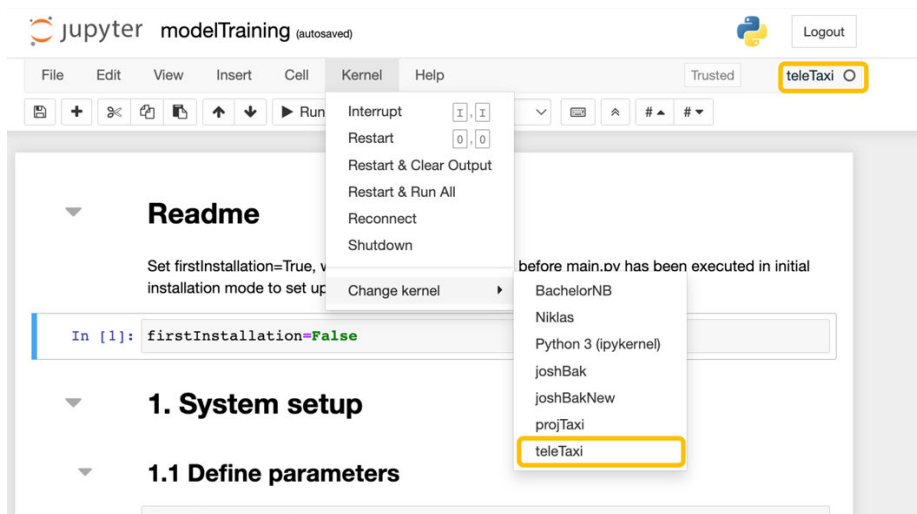 jupyter modelTraining (autosaved)
Logout
File Edit View Insert Cell Kernel Help
Trusted
teleTaxi
Run
# #
Interrupt I, I
Restart 0, 0
Restart & Clear Output
Restart & Run All
Reconnect
Shutdown
Change kernel
BachelorNB
Niklas
Python 3 (ipykernel)
joshBak
joshBakNew
projTaxi
teleTaxi
Readme
Set firstInstallation=True, before main.py has been executed in initial
installation mode to set up
In [1]: firstInstallation=False
1. System setup
1.1 Define parameters